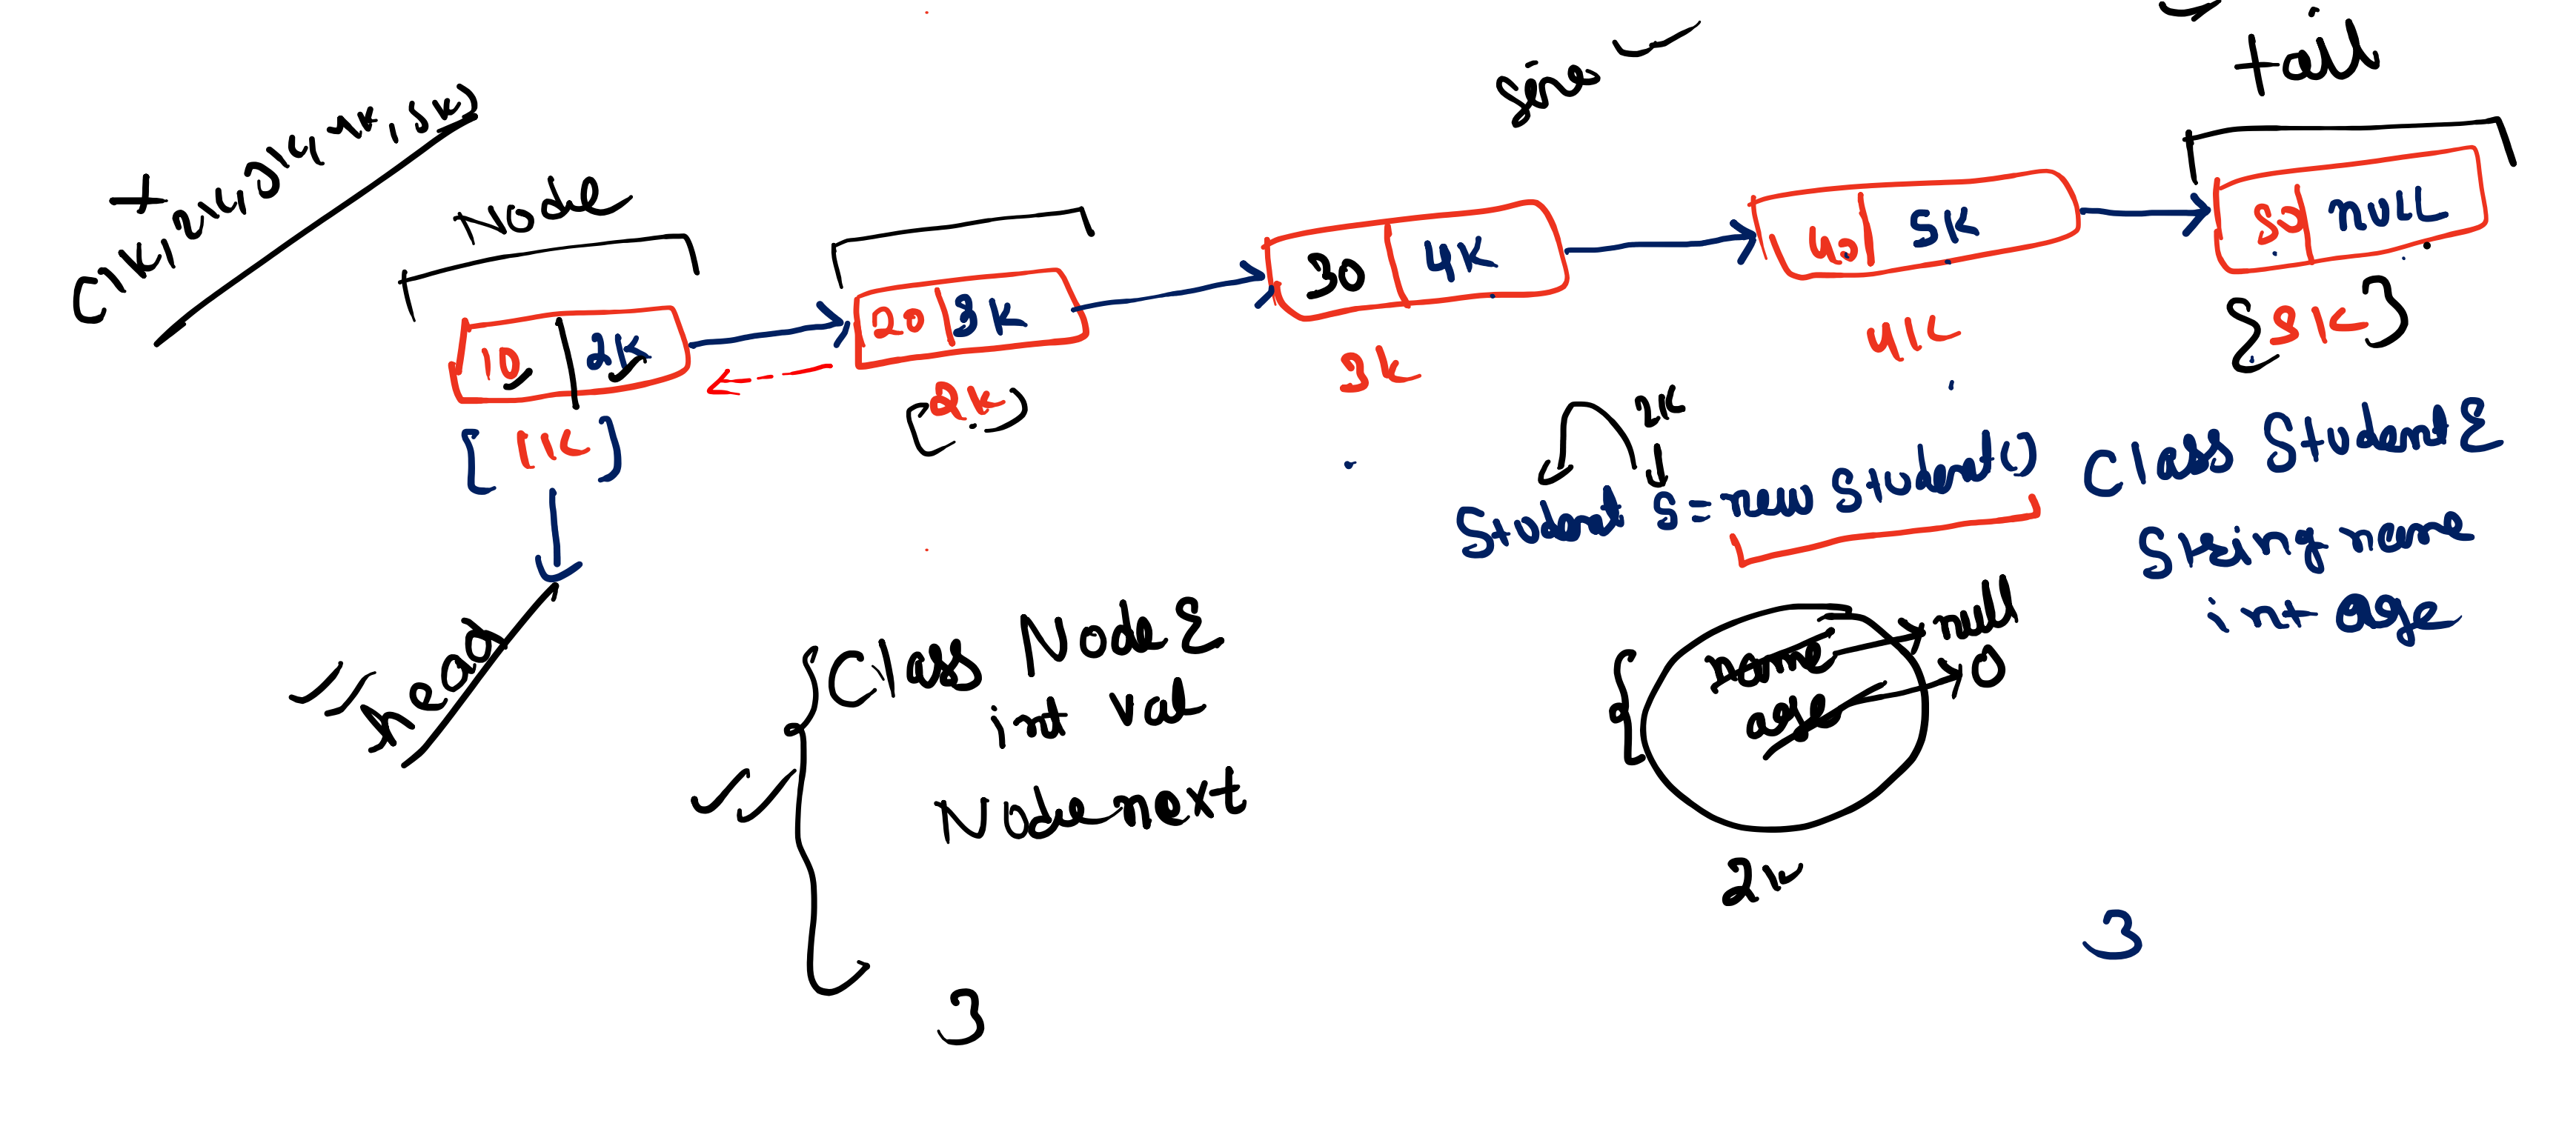 tail
(1K, 2K, 3K, 4K, 5K)
Node
10 | 2K
20 | 3K
30 | 4K
40 | 5K
50 | NULL
[1K]
[2K]
3K
4K
{5K}
head
2K
Student s = new Student()
Class Student {
String name
int age
}
Class Node {
int val
Node next
}
name null
age 0
2K